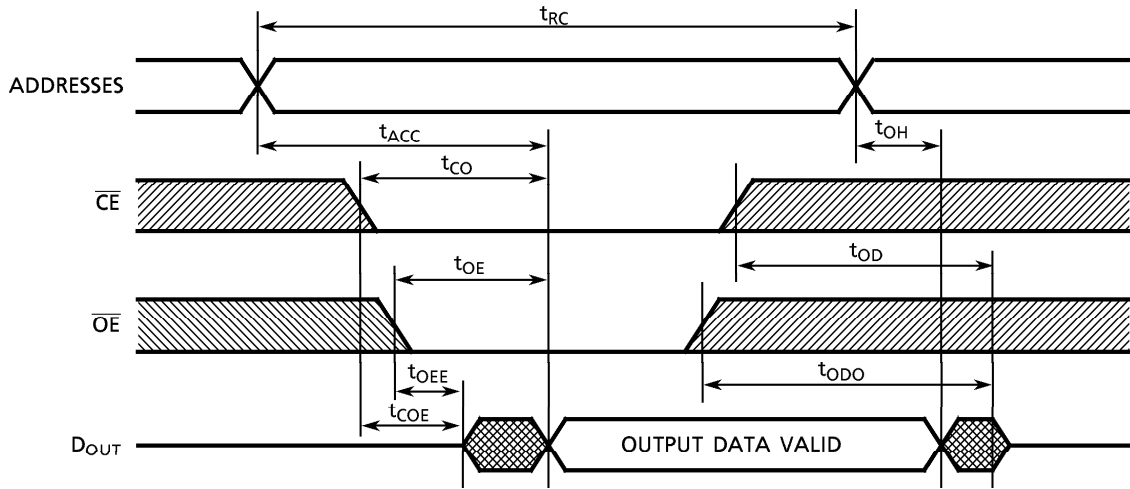 tRC
ADDRESSES
tACC
tOH
tCO
CE
tOD
tOE
OE
tOEE
tODO
tCOE
DOUT
OUTPUT DATA VALID